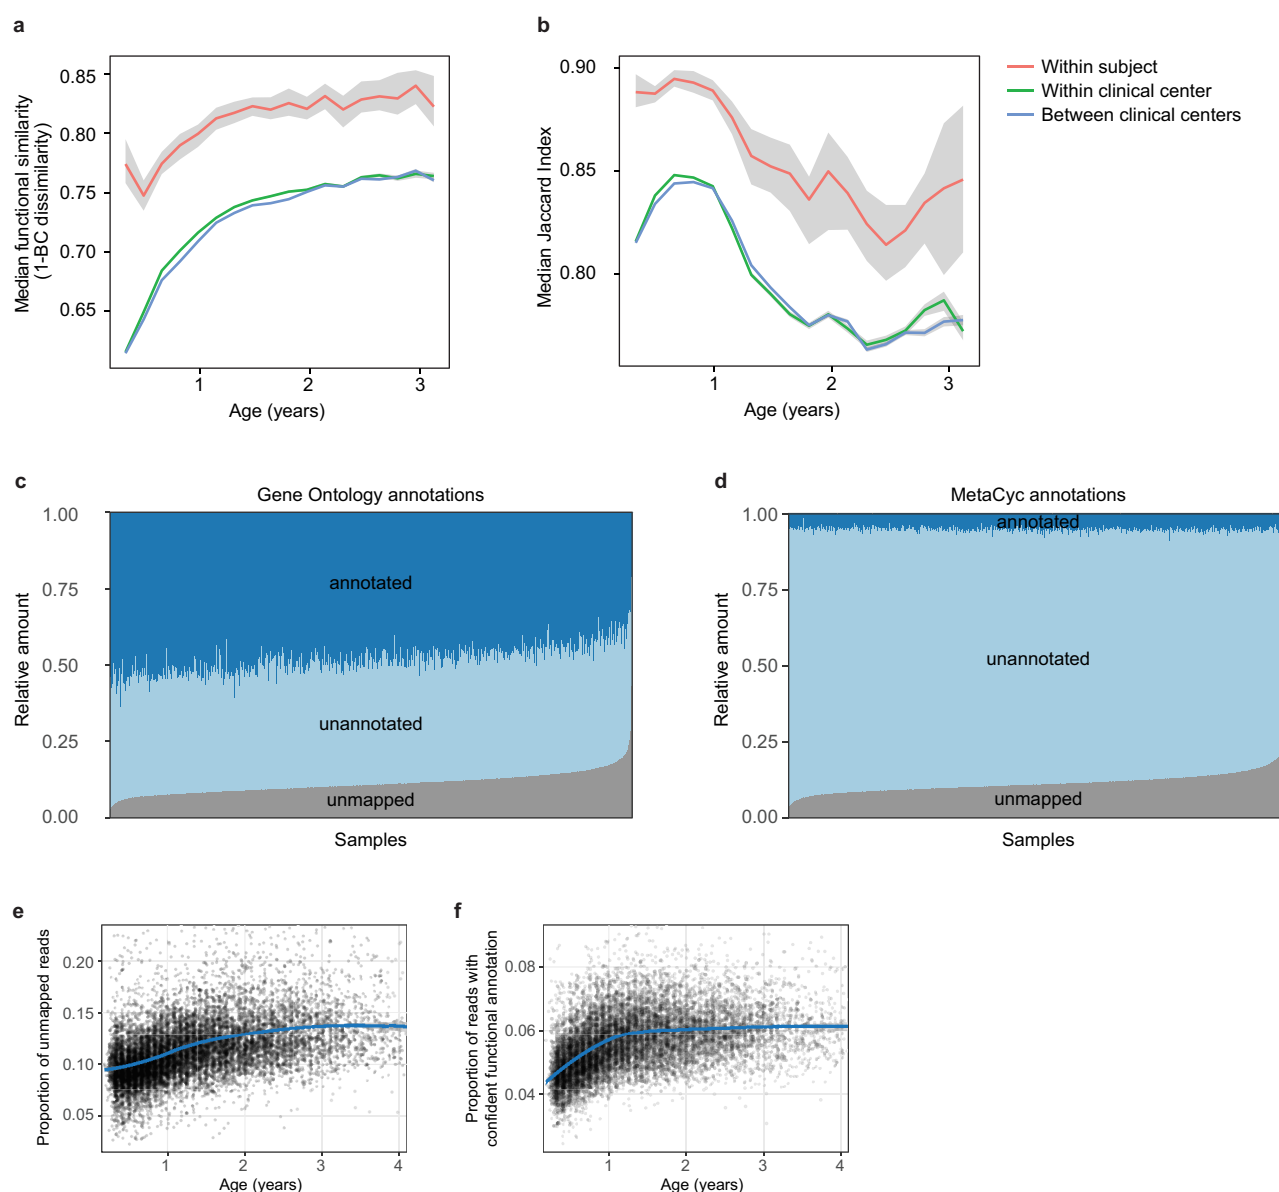 a
Median functional similarity
(1-BC dissimilarity)
0.85
0.80
0.75
0.70
0.65
1
2
3
Age (years)
b
Median Jaccard Index
0.90
0.85
0.80
1
2
3
Age (years)
Within subject
Within clinical center
Between clinical centers
c
Gene Ontology annotations
Relative amount
1.00
0.75
0.50
0.25
0.00
annotated
unannotated
unmapped
Samples
d
MetaCyc annotations
Relative amount
1.00
0.75
0.50
0.25
0.00
annotated
unannotated
unmapped
Samples
e
Proportion of unmapped reads
0.20
0.15
0.10
0.05
1
2
3
4
Age (years)
f
Proportion of reads with
confident functional annotation
0.08
0.06
0.04
1
2
3
4
Age (years)